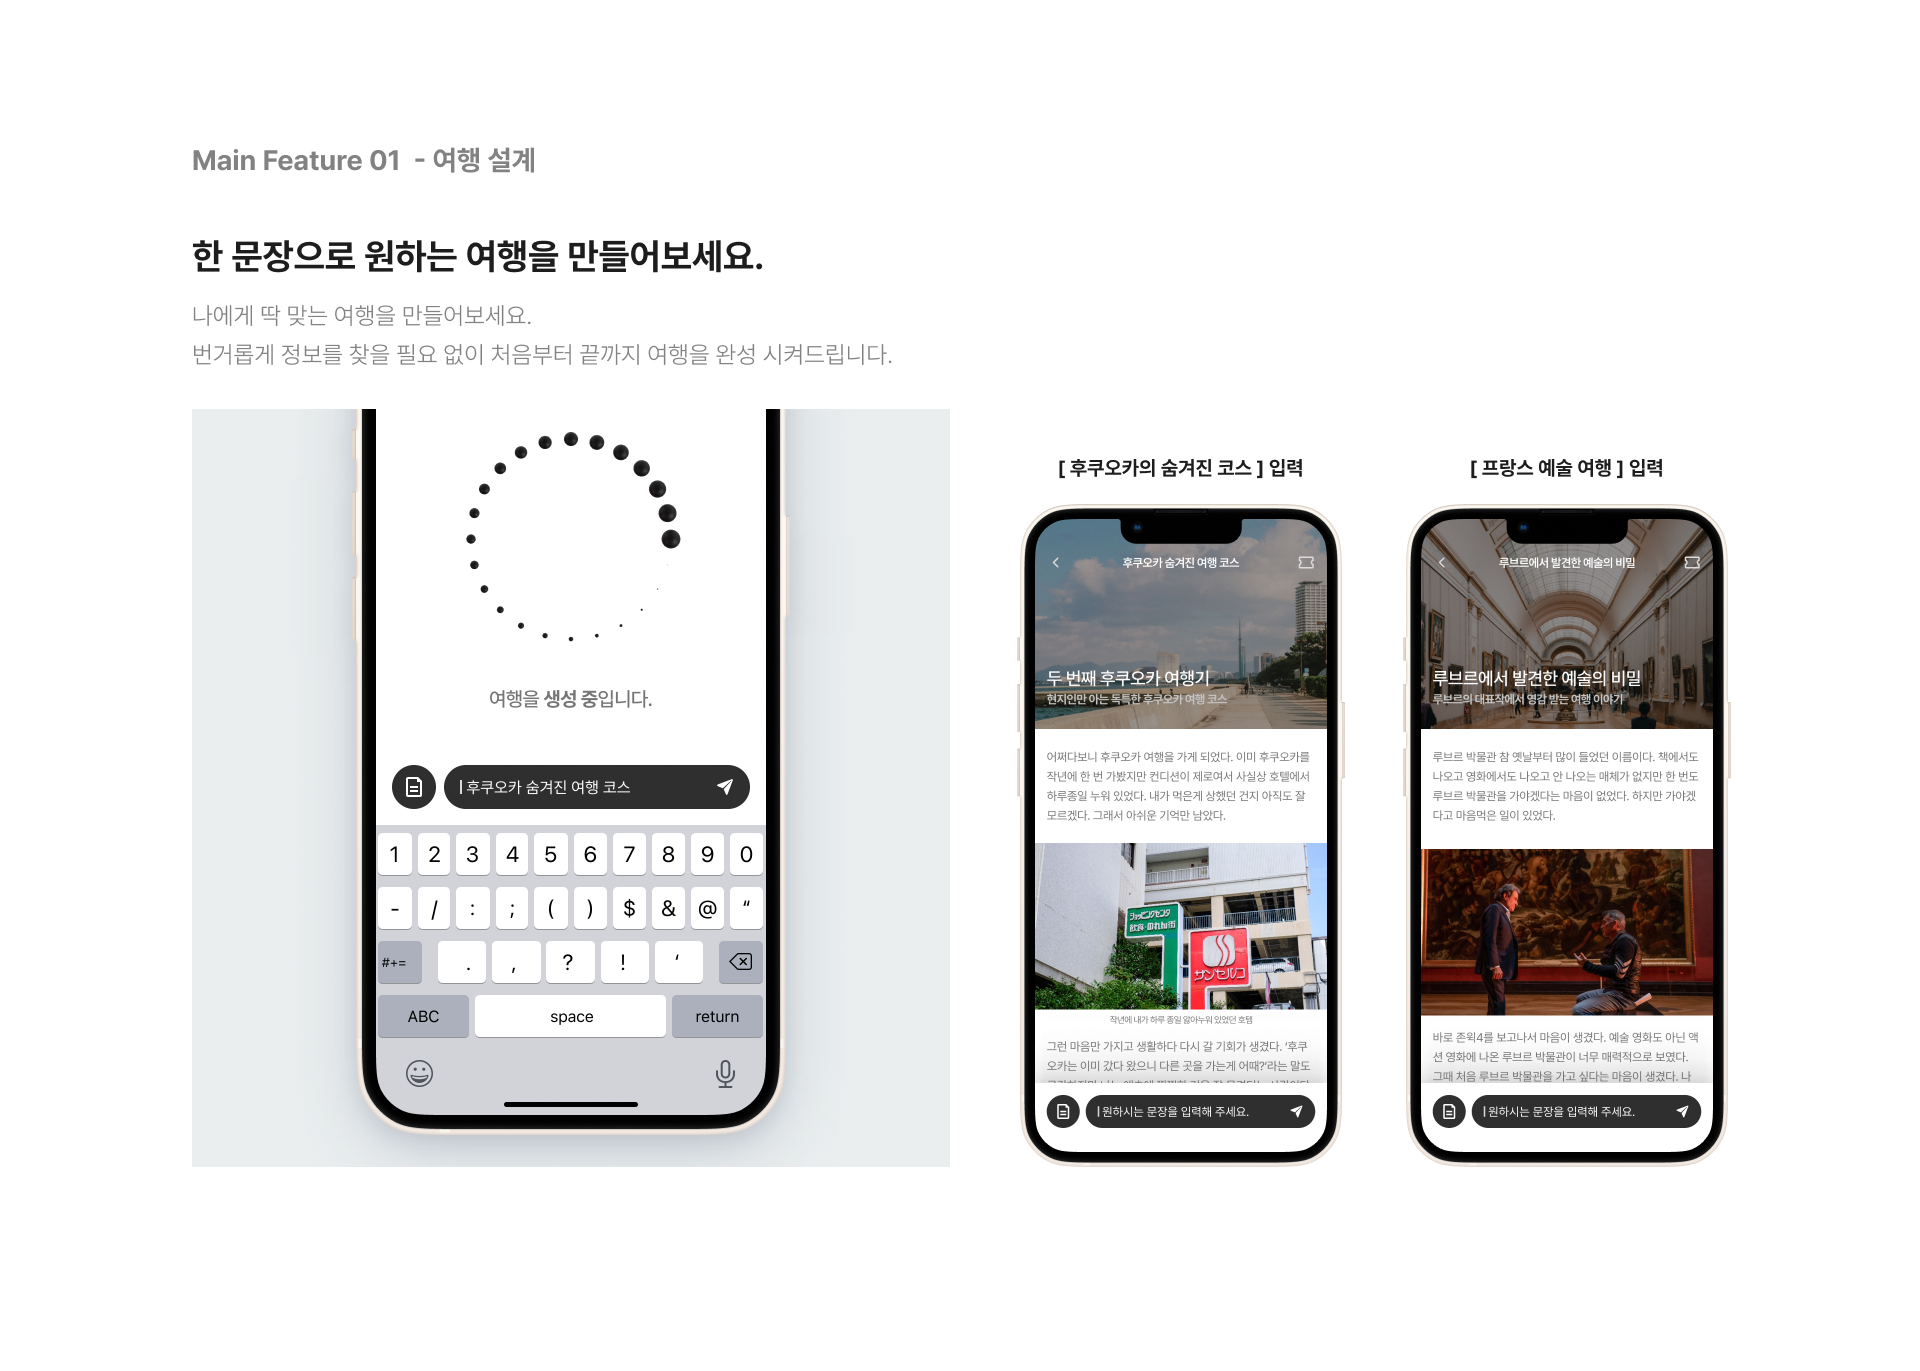 Main Feature 01 - 여행 설계
한 문장으로 원하는 여행을 만들어보세요.
나에게 딱 맞는 여행을 만들어보세요.
번거롭게 정보를 찾을 필요 없이 처음부터 끝까지 여행을 완성 시켜드립니다.
여행을 생성 중입니다.
후쿠오카 숨겨진 여행 코스
1 2 3 4 5 6 7 8 9 0
- / : ; ( ) $ & @ “
#+= . , ? ! ‘
ABC space return
[ 후쿠오카의 숨겨진 코스 ] 입력
후쿠오카 숨겨진 여행 코스
두 번째 후쿠오카 여행기
현지인만 아는 독특한 후쿠오카 여행 코스
어쩌다보니 후쿠오카 여행을 가게 되었다. 이미 후쿠오카를
작년에 한 번 가봤지만 컨디션이 제로여서 사실상 호텔에서
하루종일 누워 있었다. 내가 먹은게 상했던 건지 아직도 잘
모르겠다. 그래서 아쉬운 기억만 남았다.
ショッピングセンタ
飲食・のれん街
サンセルコ
작년에 내가 하루 종일 앓아누워 있었던 호텔
그런 마음만 가지고 생활하다 다시 갈 기회가 생겼다. ‘후쿠
오카는 이미 갔다 왔으니 다른 곳을 가는게 어때?’라는 말도
원하시는 문장을 입력해 주세요.
[ 프랑스 예술 여행 ] 입력
루브르에서 발견한 예술의 비밀
루브르에서 발견한 예술의 비밀
루브르의 대표작에서 영감 받는 여행 이야기
루브르 박물관 참 옛날부터 많이 들었던 이름이다. 책에서도
나오고 영화에서도 나오고 안 나오는 매체가 없지만 한 번도
루브르 박물관을 가야겠다는 마음이 없었다. 하지만 가야겠
다고 마음먹은 일이 있었다.
바로 존윅4를 보고나서 마음이 생겼다. 예술 영화도 아닌 액
션 영화에 나온 루브르 박물관이 너무 매력적으로 보였다.
그때 처음 루브르 박물관을 가고 싶다는 마음이 생겼다. 나
원하시는 문장을 입력해 주세요.